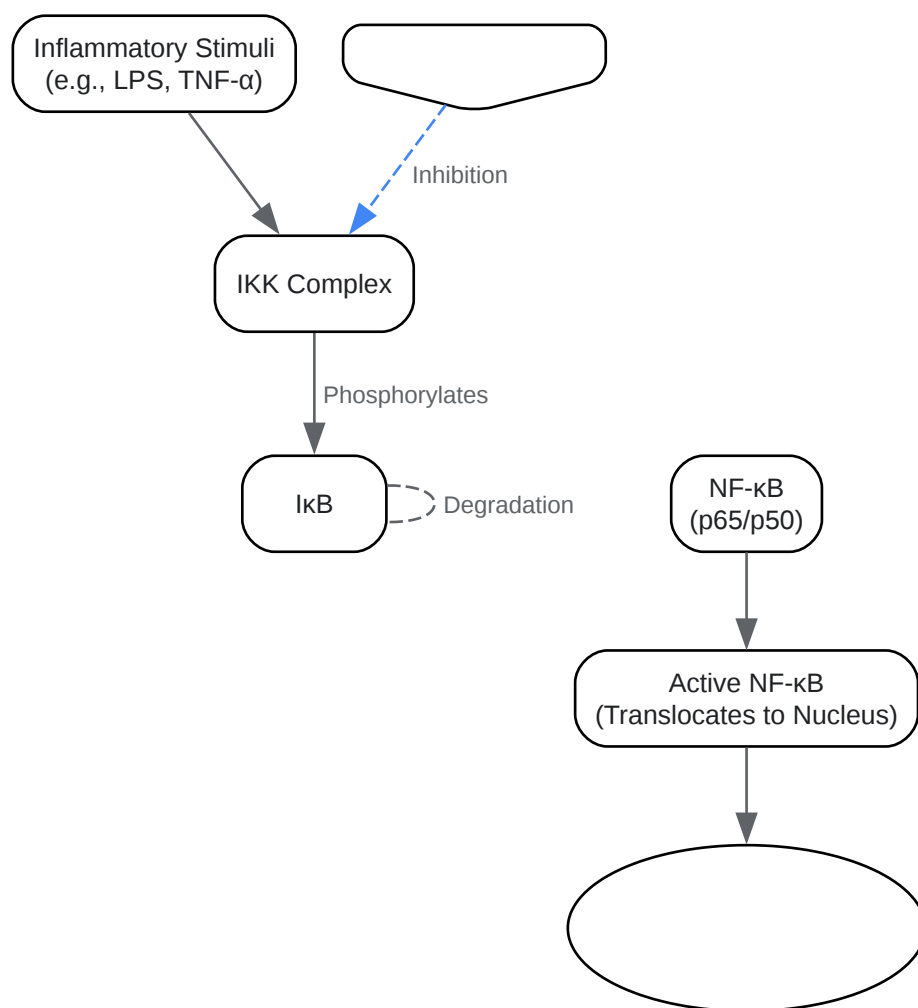 Inflammatory Stimuli
(e.g., LPS, TNF-α)
Inhibition
IKK Complex
Phosphorylates
IκB
Degradation
NF-κB
(p65/p50)
Active NF-κB
(Translocates to Nucleus)